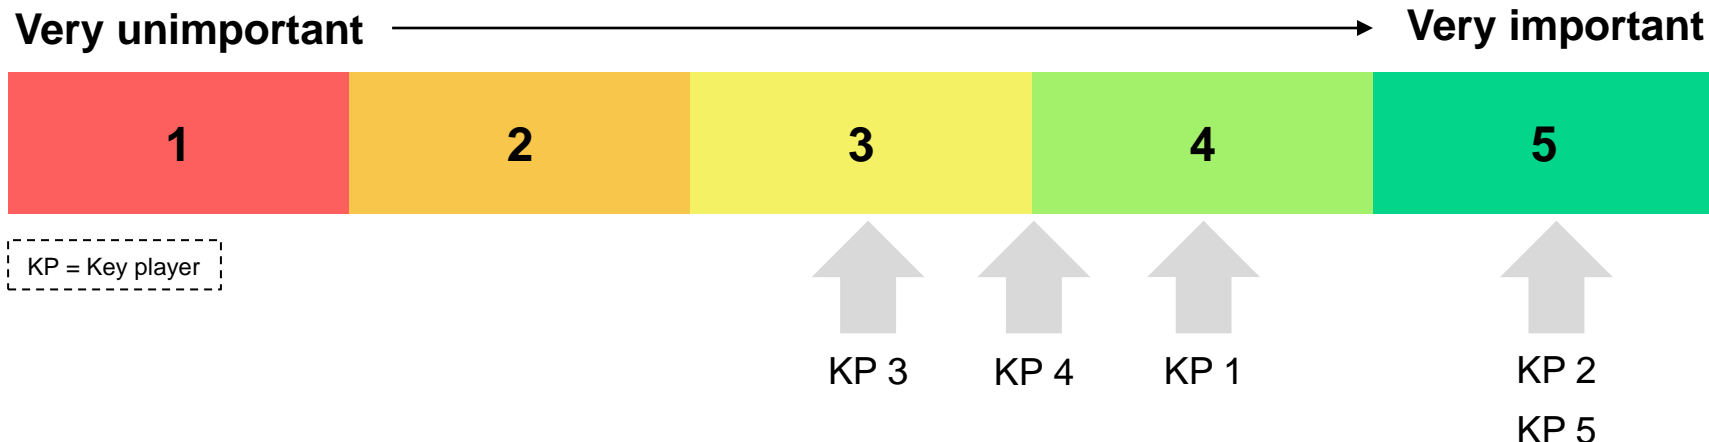 Very unimportant Very important
1 2 3 4 5
KP = Key player
KP 3 KP 4 KP 1 KP 2
KP 5